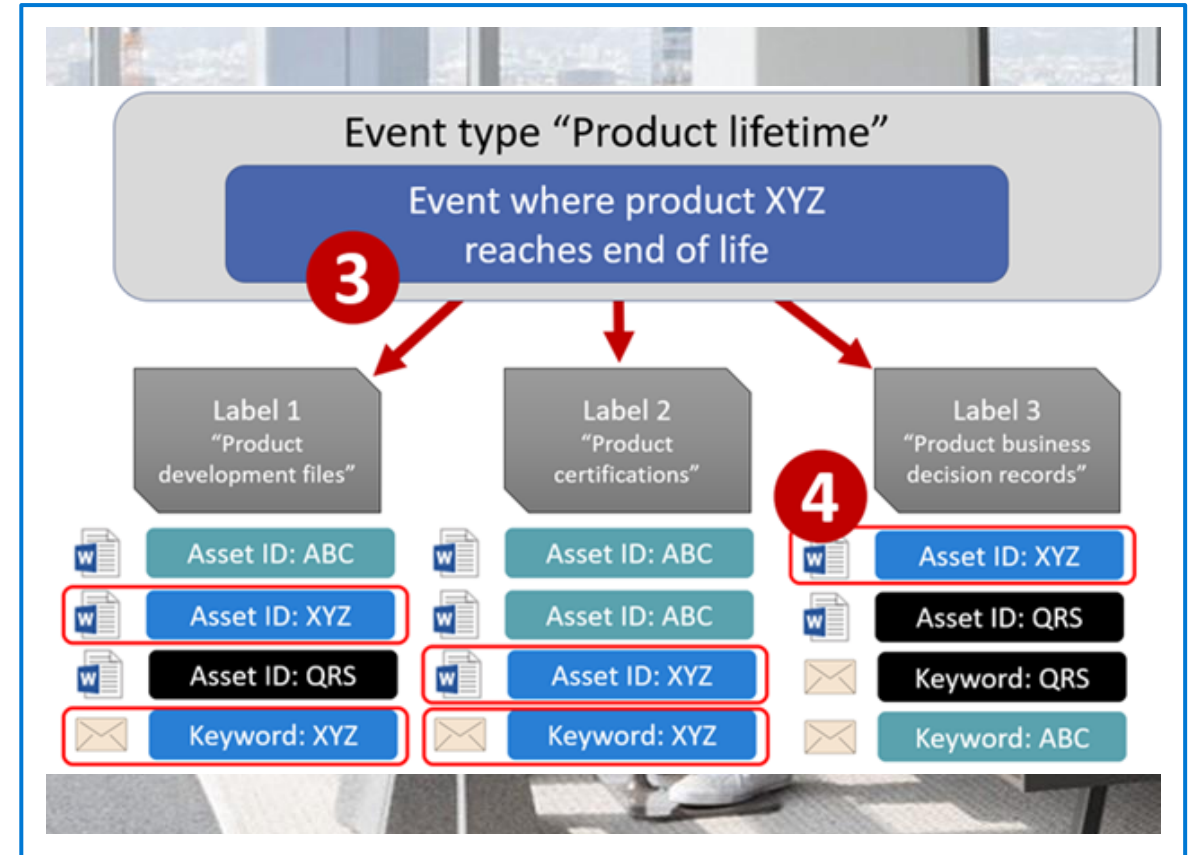 Event type “Product lifetime”
Event where product XYZ
reaches end of life
3
Label 1
“Product
development files”
Label 2
“Product
certifications”
Label 3
“Product business
decision records”
4
W Asset ID: ABC
W Asset ID: XYZ
W Asset ID: QRS
Keyword: XYZ
W Asset ID: ABC
W Asset ID: ABC
W Asset ID: XYZ
Keyword: XYZ
W Asset ID: XYZ
W Asset ID: QRS
Keyword: QRS
Keyword: ABC